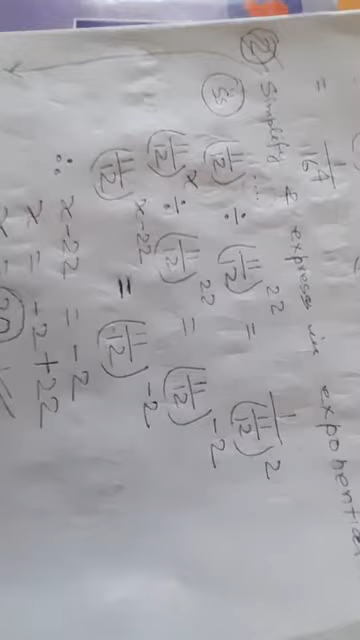 = 1/16⁴
② Simplify & express in exponential
(i) (11/12)ˣ ÷ (11/12)²² = 1/(11/12)²
(11/12)ˣ ÷ (11/12)²² = (11/12)⁻²
(11/12)ˣ⁻²² = (11/12)⁻²
∴ x-22 = -2
x = -2+22
x = 20